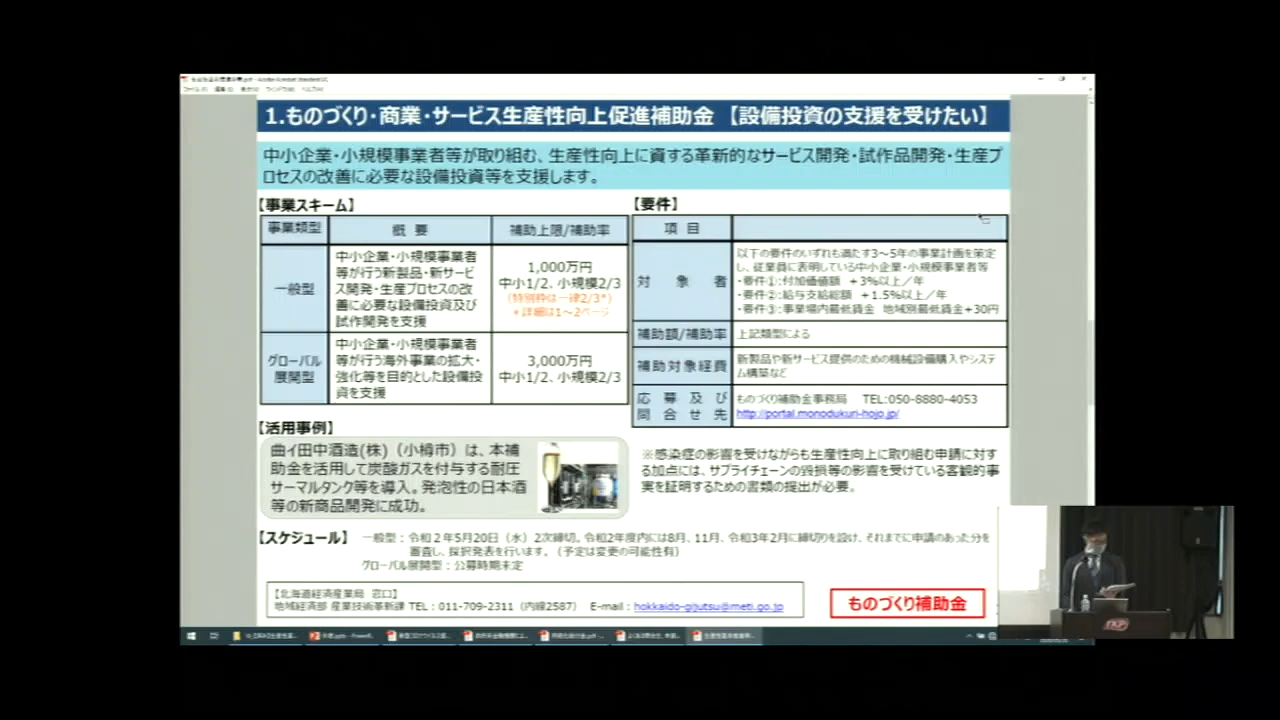 1.ものづくり・商業・サービス生産性向上促進補助金 【設備投資の支援を受けたい】
中小企業・小規模事業者等が取り組む、生産性向上に資する革新的なサービス開発・試作品開発・生産プ
ロセスの改善に必要な設備投資等を支援します。
【事業スキーム】
事業類型 概 要 補助上限/補助率
一般型
中小企業・小規模事業者
等が行う新製品・新サービ
ス開発・生産プロセスの改
善に必要な設備投資及び
試作開発を支援
1,000万円
中小1/2、小規模2/3
(特別枠は一律2/3*)
*詳細は1~2ページ
グローバル
展開型
中小企業・小規模事業者
等が行う海外事業の拡大・
強化等を目的とした設備投
資を支援
3,000万円
中小1/2、小規模2/3
【要件】
項 目
対 象 者
以下の要件のいずれも満たす3~5年の事業計画を策定
し、従業員に表明している中小企業・小規模事業者等
・要件①:付加価値額 +3%以上/年
・要件②:給与支給総額 +1.5%以上/年
・要件③:事業場内最低賃金 地域別最低賃金+30円
補助額/補助率 上記類型による
補助対象経費
新製品や新サービス提供のための機械設備購入やシステ
ム構築など
応 募 及 び
問 合 せ 先
ものづくり補助金事務局 TEL:050-8880-4053
http://portal.monodukuri-hojo.jp/
【活用事例】
曲イ田中酒造(株)(小樽市)は、本補
助金を活用して炭酸ガスを付与する耐圧
サーマルタンク等を導入。発泡性の日本酒
等の新商品開発に成功。
※感染症の影響を受けながらも生産性向上に取り組む申請に対す
る加点には、サプライチェーンの毀損等の影響を受けている客観的事
実を証明するための書類の提出が必要。
【スケジュール】 一般型:令和2年5月20日(水)2次締切。令和2年度内には8月、11月、令和3年2月に締切りを設け、それまでに申請のあった分を
審査し、採択発表を行います。(予定は変更の可能性有)
グローバル展開型:公募時期未定
【北海道経済産業局 窓口】
地域経済部 産業技術革新課 TEL:011-709-2311(内線2587) E-mail:hokkaido-gijutsu@meti.go.jp
ものづくり補助金
TKP